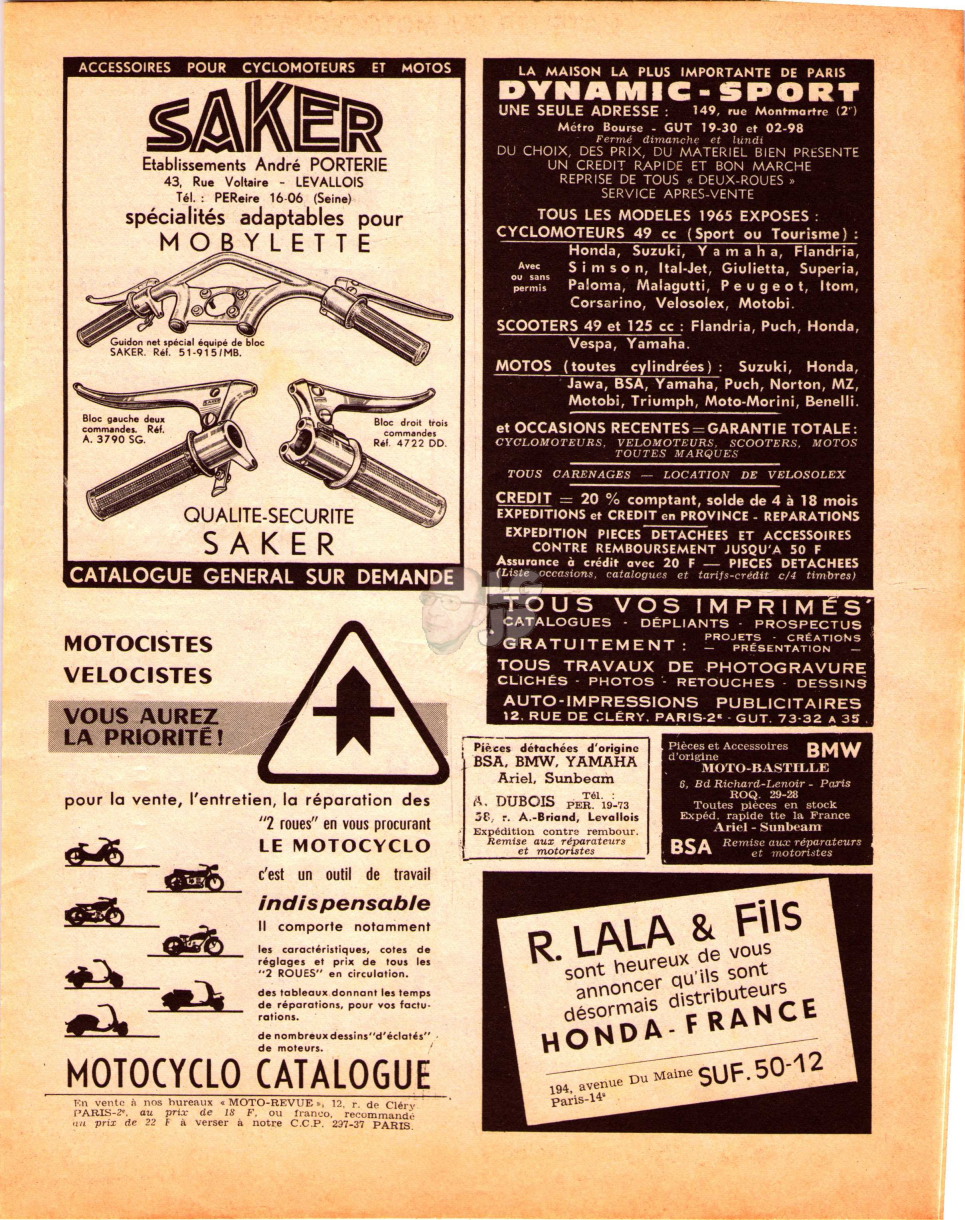 ACCESSOIRES POUR CYCLOMOTEURS ET MOTOS
SAKER
Etablissements André PORTERIE
43, Rue Voltaire - LEVALLOIS
Tél. : PEReire 16-06 (Seine)
spécialités adaptables pour
MOBYLETTE
Guidon net spécial équipé de bloc
SAKER. Réf. 51-915/MB.
Bloc gauche deux
commandes. Réf.
A. 3790 SG.
Bloc droit trois
commandes
Réf. 4722 DD.
QUALITE-SECURITE
SAKER
CATALOGUE GENERAL SUR DEMANDE
LA MAISON LA PLUS IMPORTANTE DE PARIS
DYNAMIC-SPORT
UNE SEULE ADRESSE : 149, rue Montmartre (2e)
Métro Bourse - GUT 19-30 et 02-98
Fermé dimanche et lundi
DU CHOIX, DES PRIX, DU MATERIEL BIEN PRESENTE
UN CREDIT RAPIDE ET BON MARCHE
REPRISE DE TOUS « DEUX-ROUES »
SERVICE APRES-VENTE
TOUS LES MODELES 1965 EXPOSES :
CYCLOMOTEURS 49 cc (Sport ou Tourisme) :
Avec
ou sans
permis
Honda, Suzuki, Yamaha, Flandria,
Simson, Ital-Jet, Giulietta, Superia,
Paloma, Malagutti, Peugeot, Itom,
Corsarino, Velosolex, Motobi.
SCOOTERS 49 et 125 cc : Flandria, Puch, Honda,
Vespa, Yamaha.
MOTOS (toutes cylindrées) : Suzuki, Honda,
Jawa, BSA, Yamaha, Puch, Norton, MZ,
Motobi, Triumph, Moto-Morini, Benelli.
et OCCASIONS RECENTES = GARANTIE TOTALE :
CYCLOMOTEURS, VELOMOTEURS, SCOOTERS, MOTOS
TOUTES MARQUES
TOUS CARENAGES — LOCATION DE VELOSOLEX
CREDIT = 20 % comptant, solde de 4 à 18 mois
EXPEDITIONS et CREDIT en PROVINCE - REPARATIONS
EXPEDITION PIECES DETACHEES ET ACCESSOIRES
CONTRE REMBOURSEMENT JUSQU'A 50 F
Assurance à crédit avec 20 F — PIECES DETACHEES
(Liste occasions, catalogues et tarifs-crédit c/4 timbres)
TOUS VOS IMPRIMÉS
CATALOGUES - DÉPLIANTS - PROSPECTUS
GRATUITEMENT : PROJETS - CRÉATIONS
— PRÉSENTATION —
TOUS TRAVAUX DE PHOTOGRAVURE
CLICHÉS - PHOTOS - RETOUCHES - DESSINS
AUTO-IMPRESSIONS PUBLICITAIRES
12, RUE DE CLÉRY, PARIS-2e - GUT. 73-32 A 35
MOTOCISTES
VELOCISTES
VOUS AUREZ
LA PRIORITÉ !
pour la vente, l'entretien, la réparation des
"2 roues" en vous procurant
LE MOTOCYCLO
c'est un outil de travail
indispensable
Il comporte notamment
les caractéristiques, cotes de
réglages et prix de tous les
"2 ROUES" en circulation.
des tableaux donnant les temps
de réparations, pour vos factu-
rations.
de nombreux dessins "d'éclatés"
de moteurs.
MOTOCYCLO CATALOGUE
En vente à nos bureaux « MOTO-REVUE », 12, r. de Cléry
PARIS-2e, au prix de 18 F, ou franco, recommandé
au prix de 22 F à verser à notre C.C.P. 297-37 PARIS.
Pièces détachées d'origine
BSA, BMW, YAMAHA
Ariel, Sunbeam
A. DUBOIS Tél. :
PER. 19-73
58, r. A.-Briand, Levallois
Expédition contre rembour.
Remise aux réparateurs
et motoristes
Pièces et Accessoires
d'origine BMW
MOTO-BASTILLE
6, Bd Richard-Lenoir - Paris
ROQ. 29-28
Toutes pièces en stock
Expéd. rapide tte la France
Ariel - Sunbeam
BSA Remise aux réparateurs
et motoristes
R. LALA & Fils
sont heureux de vous
annoncer qu'ils sont
désormais distributeurs
HONDA-FRANCE
194, avenue Du Maine
Paris-14e
SUF. 50-12